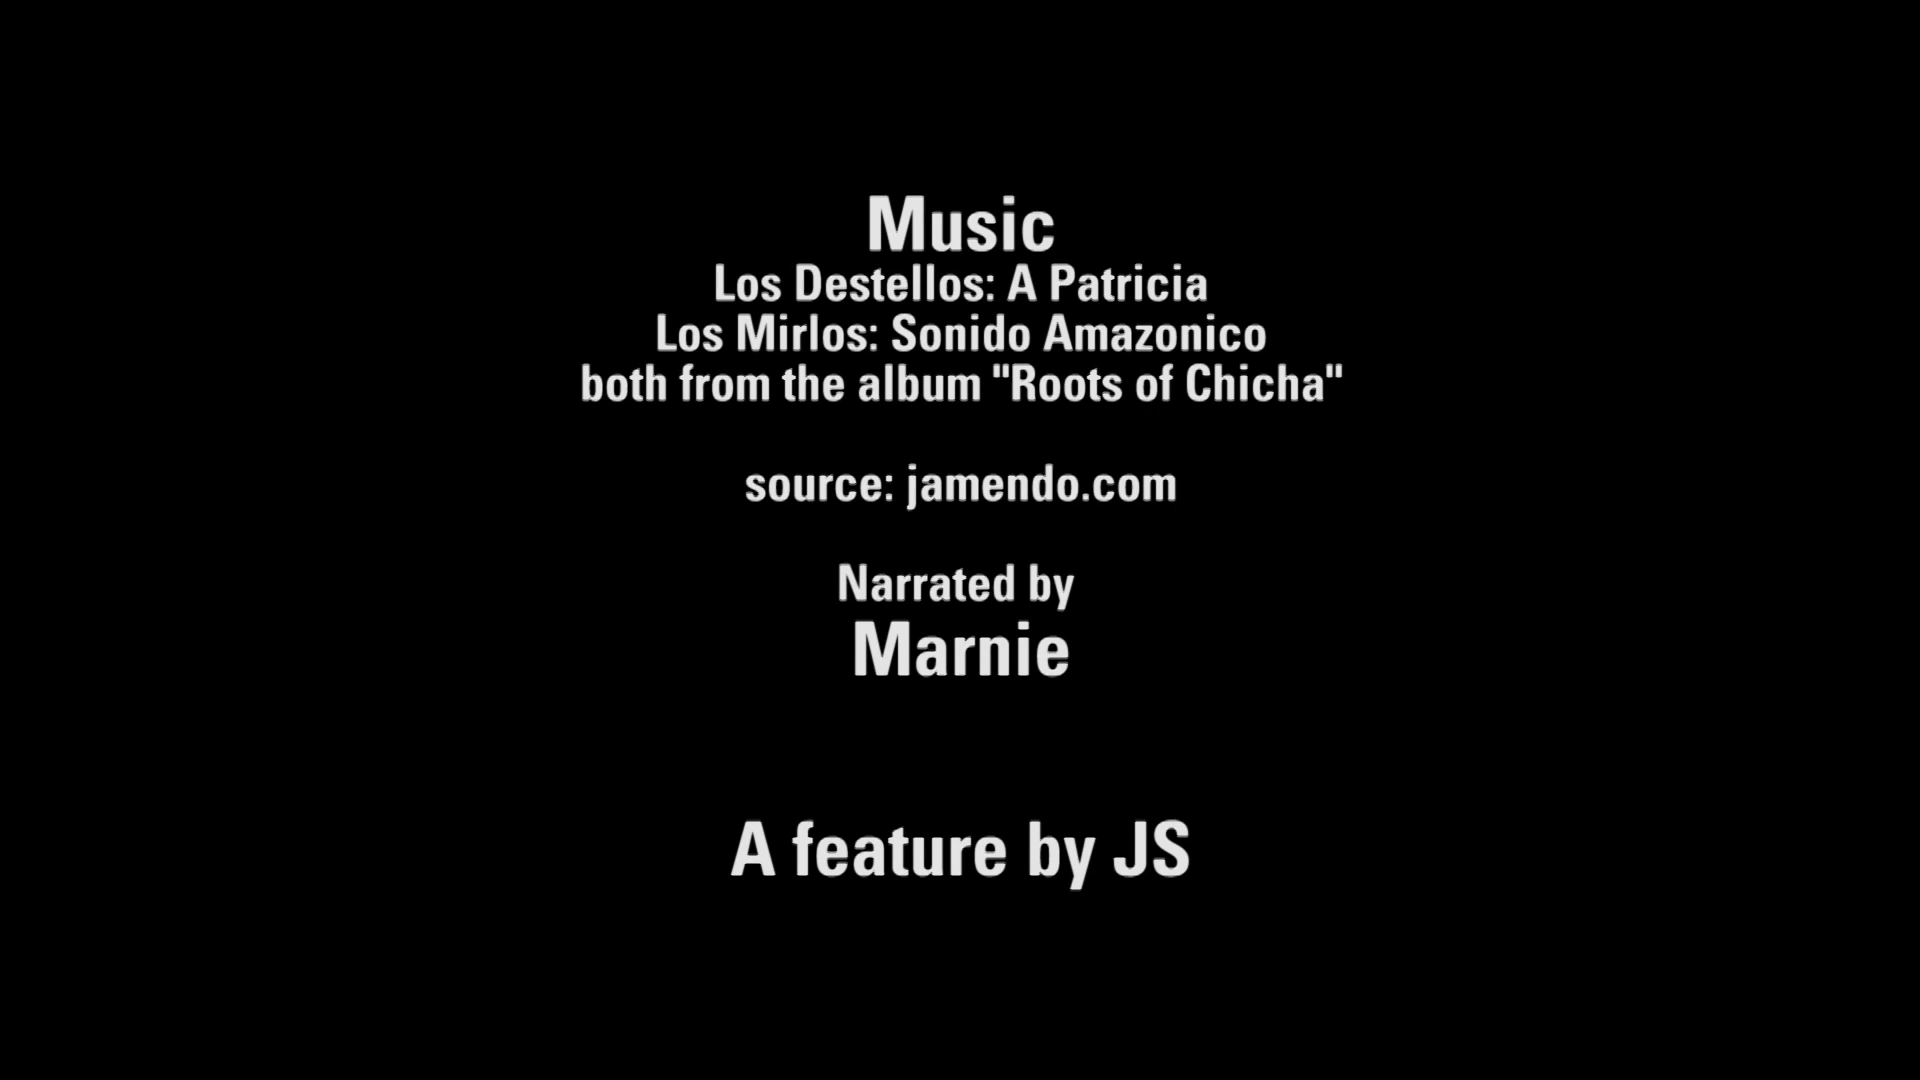 Music
Los Destellos: A Patricia
Los Mirlos: Sonido Amazonico
both from the album "Roots of Chicha"
source: jamendo.com
Narrated by
Marnie
A feature by JS